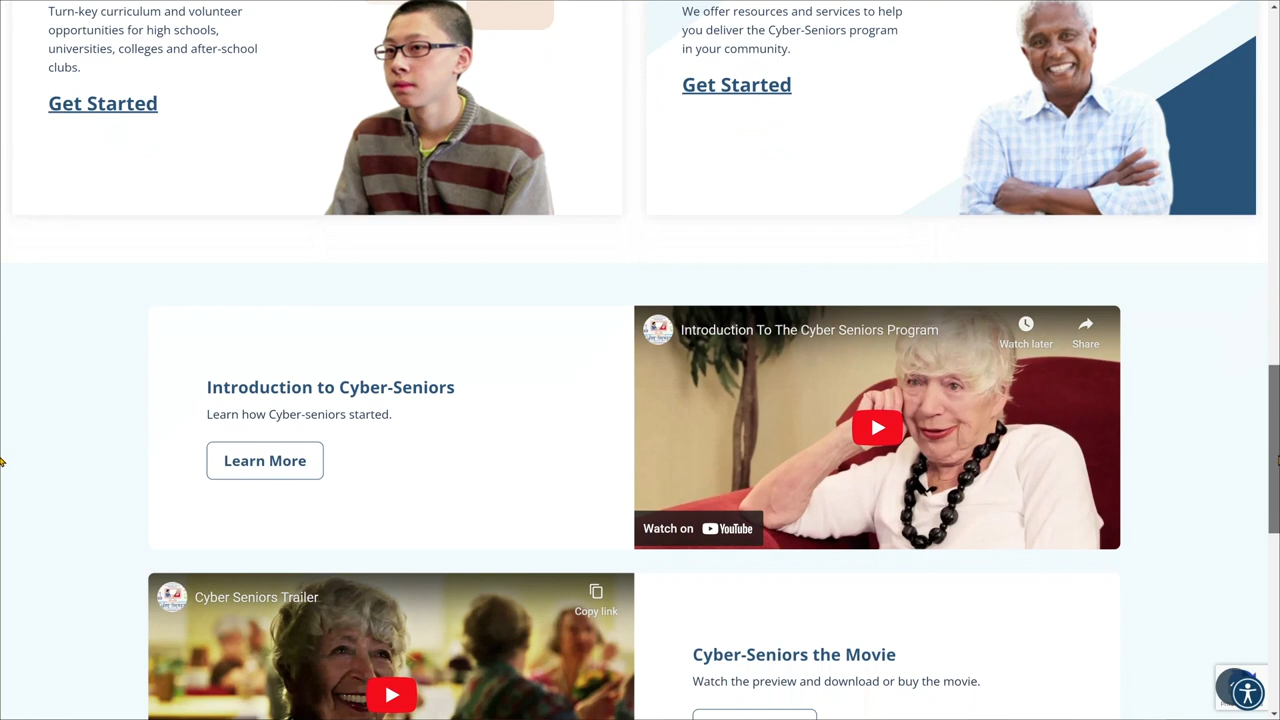 Turn-key curriculum and volunteer
opportunities for high schools,
universities, colleges and after-school
clubs.
Get Started
We offer resources and services to help
you deliver the Cyber-Seniors program
in your community.
Get Started
Introduction to Cyber-Seniors
Learn how Cyber-seniors started.
Learn More
Introduction To The Cyber Seniors Program
Watch later
Share
Watch on YouTube
Cyber Seniors Trailer
Copy link
Cyber-Seniors the Movie
Watch the preview and download or buy the movie.